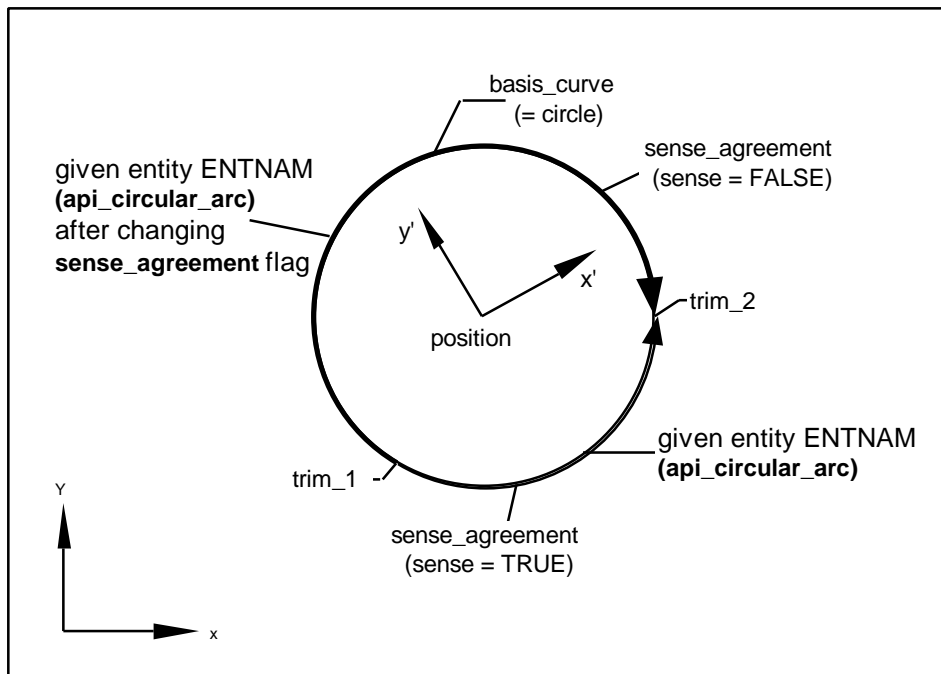 basis_curve
(= circle)
sense_agreement
(sense = FALSE)
given entity ENTNAM
(api_circular_arc)
after changing
sense_agreement flag
y'
x'
trim_2
position
given entity ENTNAM
(api_circular_arc)
trim_1
sense_agreement
(sense = TRUE)
Y
x